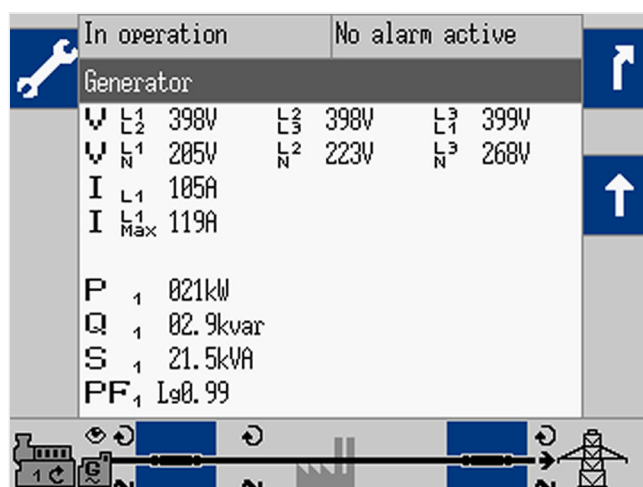 In operation No alarm active
Generator
V L1 L2 398V L2 L3 398V L3 L1 399V
V L1 N 205V L2 N 223V L3 N 268V
I L1 105A
I L1 Max 119A
P 1 021kW
Q 1 02.9kvar
S 1 21.5kVA
PF1 Lg0.99
1 G